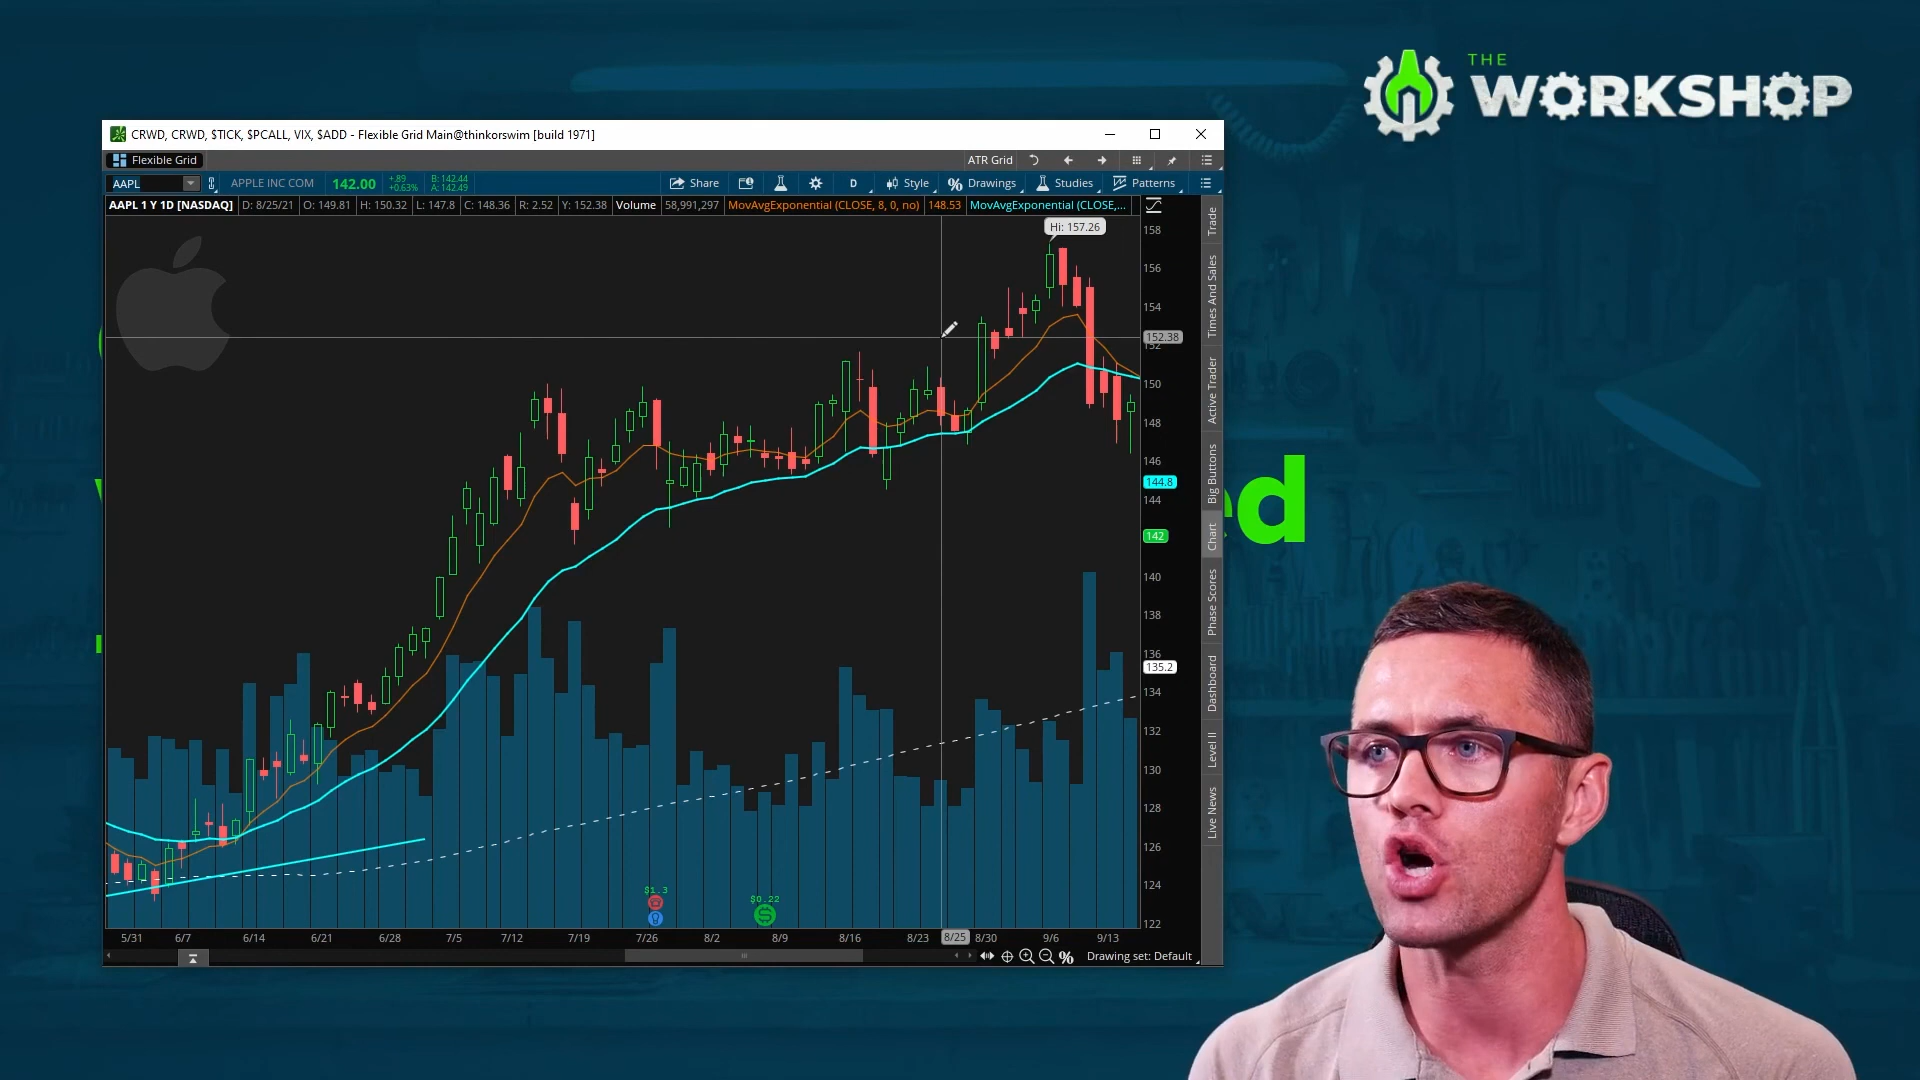 THE
WORKSHOP
CRWD, CRWD, $TICK, $PCALL, VIX, $ADD - Flexible Grid Main@thinkorswim [build 1971]
Flexible Grid
ATR Grid
AAPL
APPLE INC COM
142.00
+.89
+0.63%
B: 142.44
A: 142.49
Share
D
Style
Drawings
Studies
Patterns
AAPL 1 Y 1D [NASDAQ]
D: 8/25/21
O: 149.81
H: 150.32
L: 147.8
C: 148.36
R: 2.52
Y: 152.38
Volume
58,991,297
MovAvgExponential (CLOSE, 8, 0, no)
148.53
MovAvgExponential (CLOSE,...
Hi: 157.26
158
156
154
152.38
152
150
148
146
144.8
144
142
140
138
136
135.2
134
132
130
128
126
124
122
Trade
Times And Sales
Active Trader
Big Buttons
Chart
Phase Scores
Dashboard
Level II
Live News
ed
$1.3
$0.22
5/31
6/7
6/14
6/21
6/28
7/5
7/12
7/19
7/26
8/2
8/9
8/16
8/23
8/25
8/30
9/6
9/13
Drawing set: Default